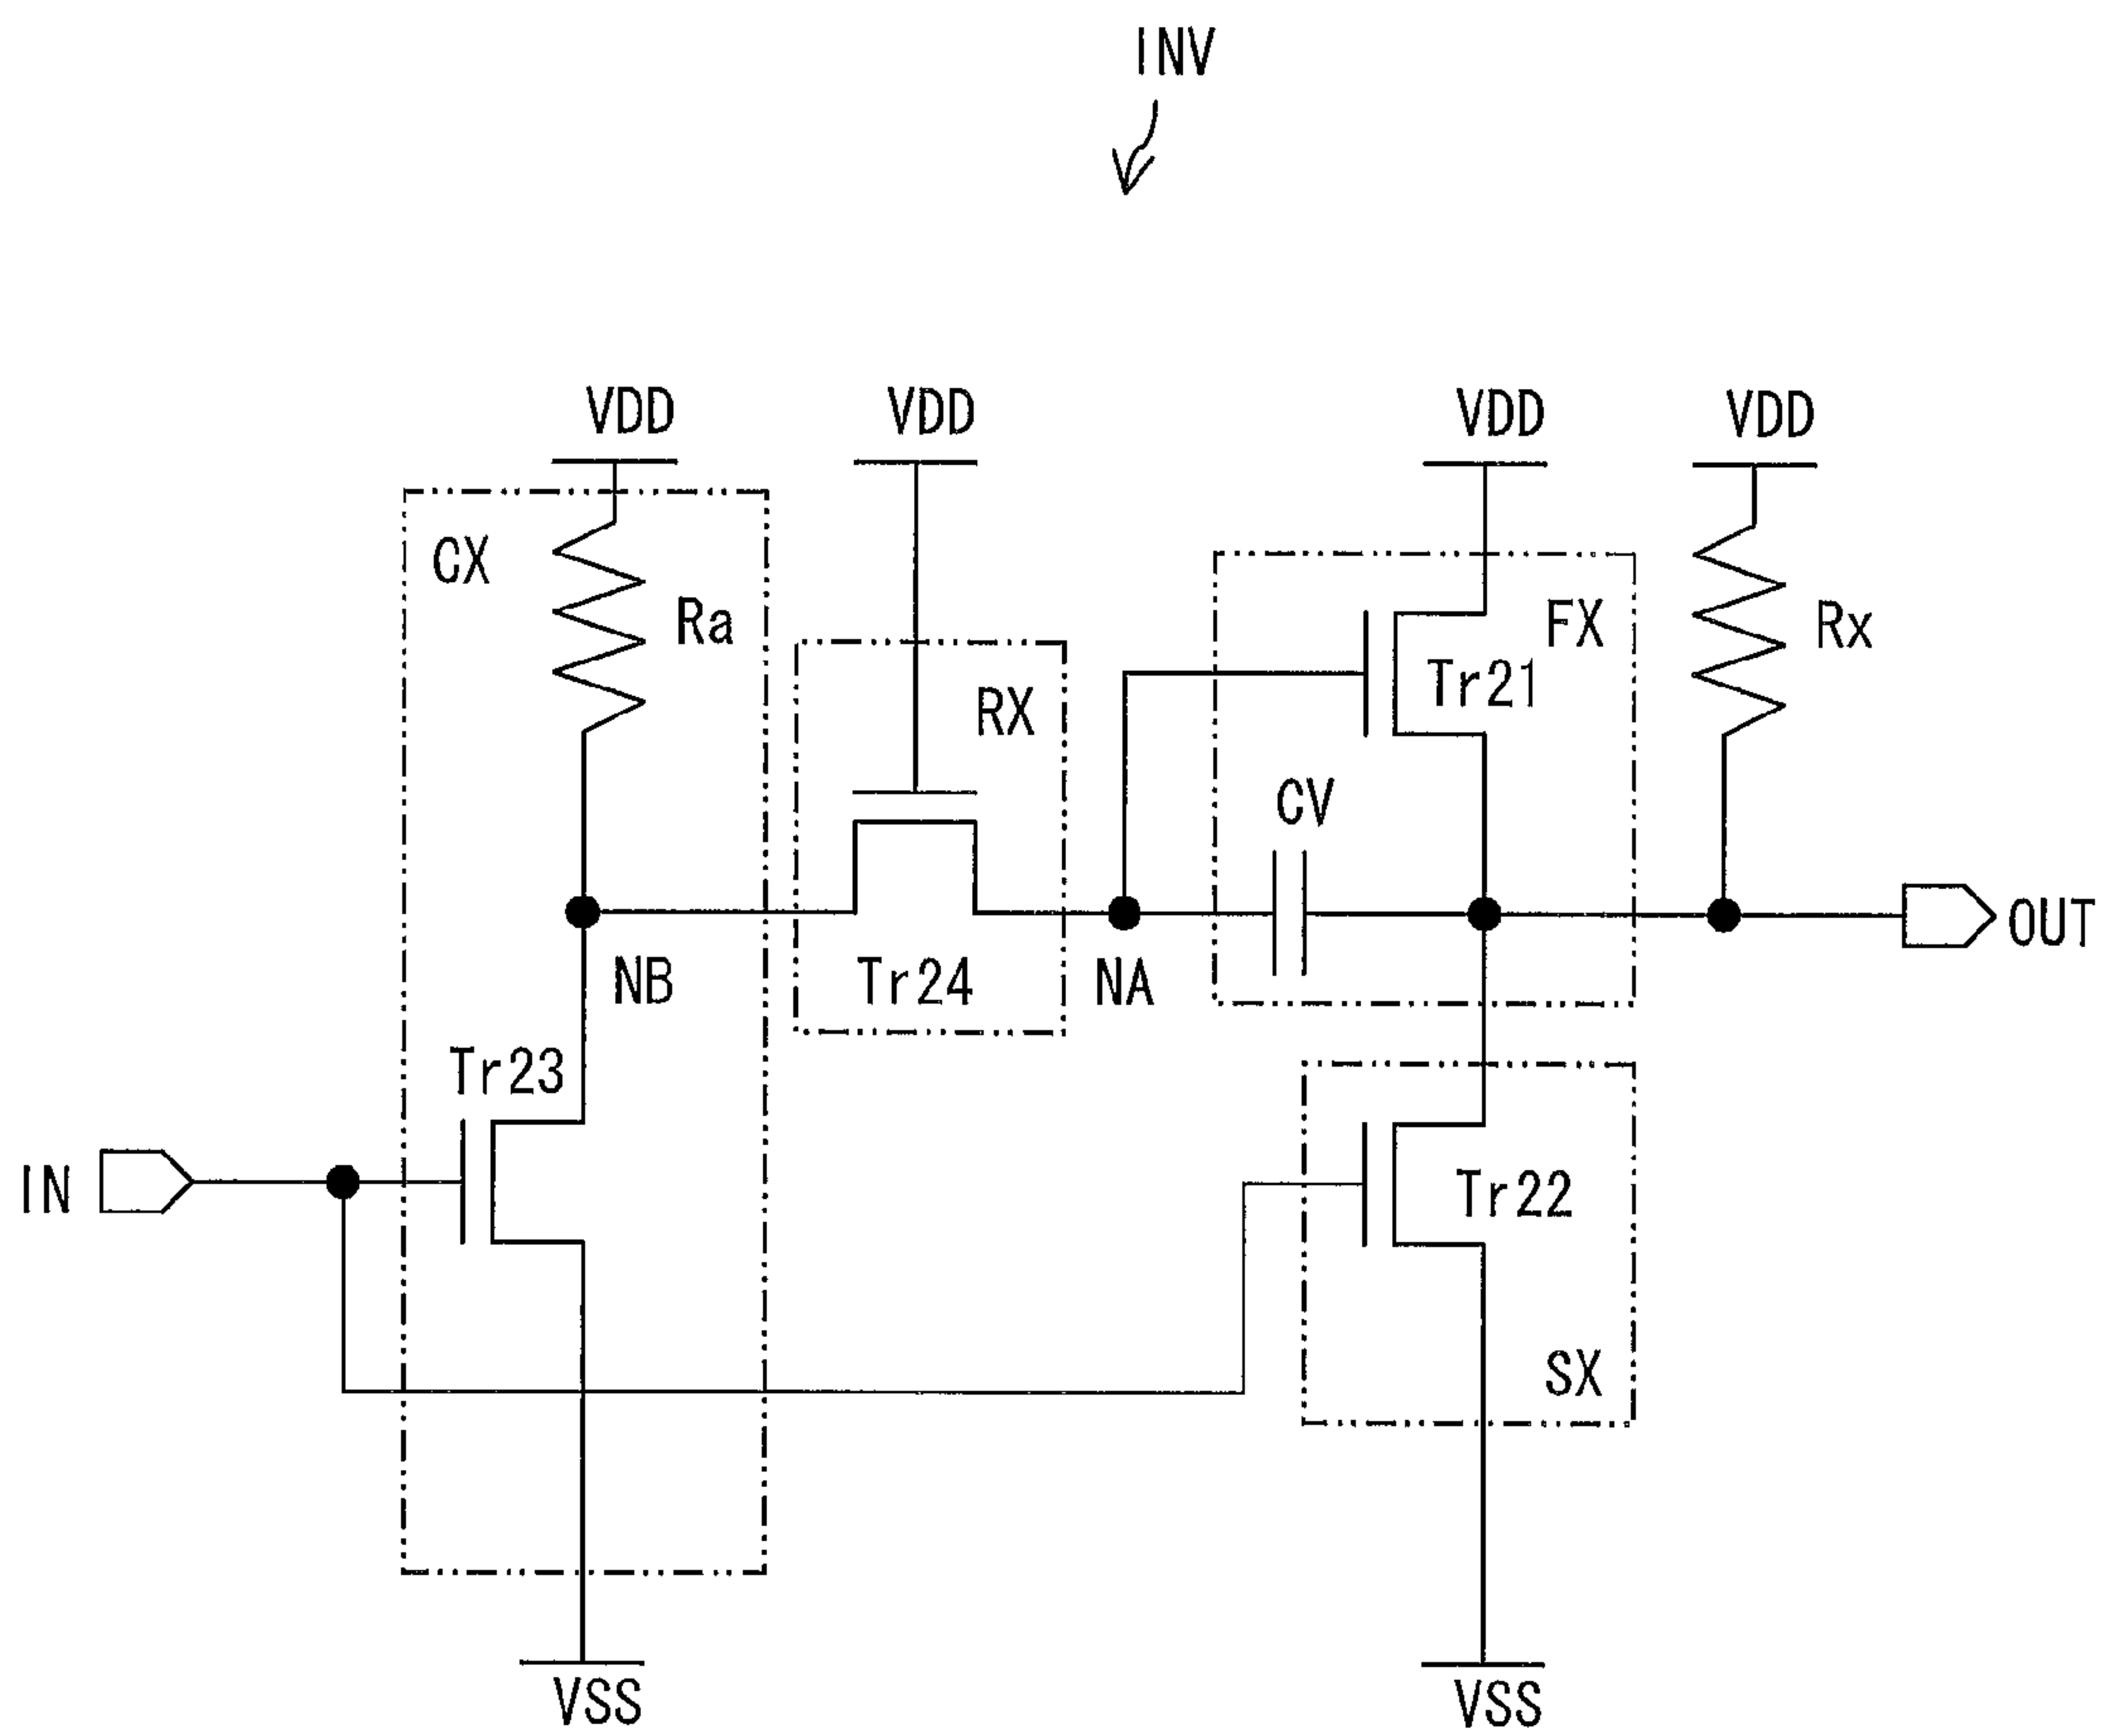 INV
VDD
VDD
VDD
VDD
CX
Ra
FX
Rx
RX
Tr21
CV
OUT
NB
Tr24
NA
Tr23
IN
Tr22
SX
VSS
VSS